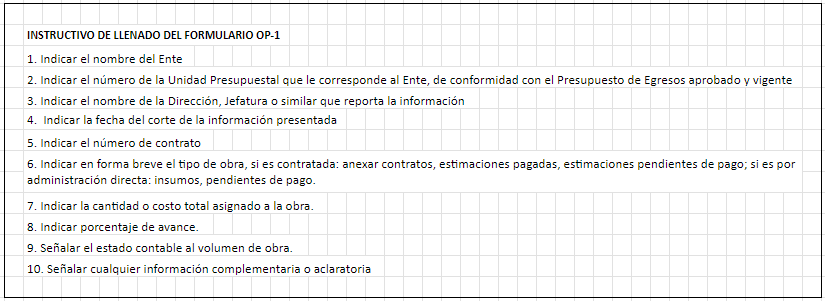 INSTRUCTIVO DE LLENADO DEL FORMULARIO OP-1
1. Indicar el nombre del Ente
2. Indicar el número de la Unidad Presupuestal que le corresponde al Ente, de conformidad con el Presupuesto de Egresos aprobado y vigente
3. Indicar el nombre de la Dirección, Jefatura o similar que reporta la información
4. Indicar la fecha del corte de la información presentada
5. Indicar el número de contrato
6. Indicar en forma breve el tipo de obra, si es contratada: anexar contratos, estimaciones pagadas, estimaciones pendientes de pago; si es por
administración directa: insumos, pendientes de pago.
7. Indicar la cantidad o costo total asignado a la obra.
8. Indicar porcentaje de avance.
9. Señalar el estado contable al volumen de obra.
10. Señalar cualquier información complementaria o aclaratoria